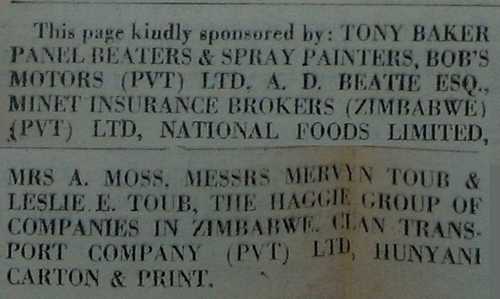 This page kindly sponsored by: TONY BAKER
PANEL BEATERS & SPRAY PAINTERS, BOB'S
MOTORS (PVT) LTD, A. D. BEATIE ESQ.,
MINET INSURANCE BROKERS (ZIMBABWE)
(PVT) LTD, NATIONAL FOODS LIMITED,
MRS A. MOSS, MESSRS MERVYN TOUB &
LESLIE E. TOUB, THE HAGGIE GROUP OF
COMPANIES IN ZIMBABWE. CLAN TRANS-
PORT COMPANY (PVT) LTD, HUNYANI
CARTON & PRINT.